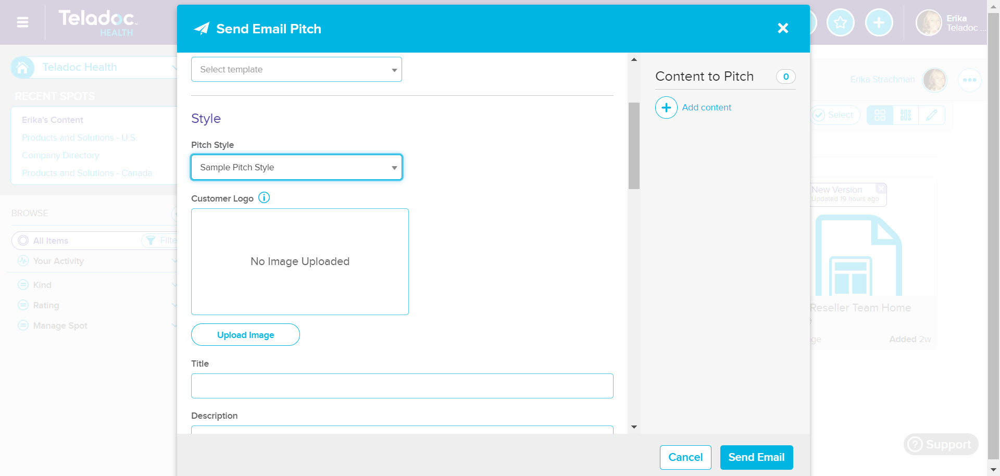 Teladoc
HEALTH
Send Email Pitch
Erika
Teladoc ...
Teladoc Health
RECENT SPOTS
Erika's Content
Products and Solutions - U.S.
Company Directory
Products and Solutions - Canada
BROWSE
All Items
Your Activity
Kind
Rating
Manage Spot
Select template
Style
Pitch Style
Sample Pitch Style
Customer Logo
No Image Uploaded
Upload Image
Title
Description
Content to Pitch 0
Add content
Cancel
Send Email
Erika Strachman
Select
New Version
Updated 19 hours ago
Reseller Team Home
Added 2w
Support